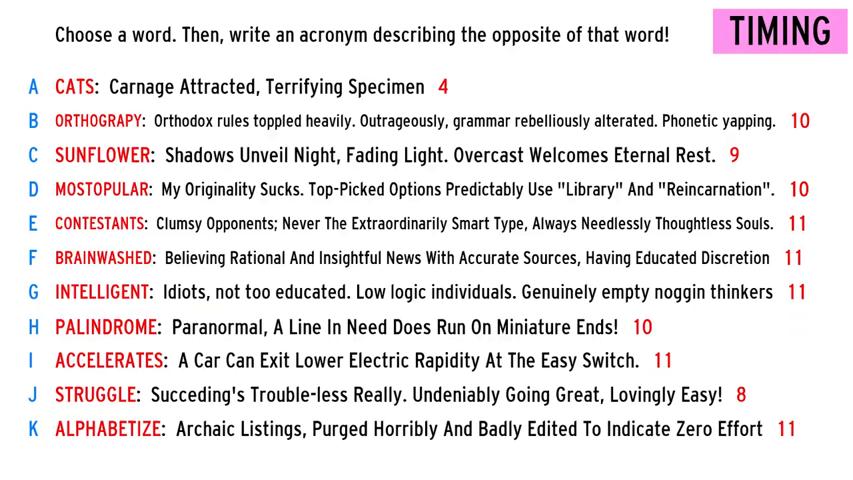 Choose a word. Then, write an acronym describing the opposite of that word!
TIMING
A CATS: Carnage Attracted, Terrifying Specimen 4
B ORTHOGRAPY: Orthodox rules toppled heavily. Outrageously, grammar rebelliously alterated. Phonetic yapping. 10
C SUNFLOWER: Shadows Unveil Night, Fading Light. Overcast Welcomes Eternal Rest. 9
D MOSTOPULAR: My Originality Sucks. Top-Picked Options Predictably Use "Library" And "Reincarnation". 10
E CONTESTANTS: Clumsy Opponents; Never The Extraordinarily Smart Type, Always Needlessly Thoughtless Souls. 11
F BRAINWASHED: Believing Rational And Insightful News With Accurate Sources, Having Educated Discretion 11
G INTELLIGENT: Idiots, not too educated. Low logic individuals. Genuinely empty noggin thinkers 11
H PALINDROME: Paranormal, A Line In Need Does Run On Miniature Ends! 10
I ACCELERATES: A Car Can Exit Lower Electric Rapidity At The Easy Switch. 11
J STRUGGLE: Succeding's Trouble-less Really. Undeniably Going Great, Lovingly Easy! 8
K ALPHABETIZE: Archaic Listings, Purged Horribly And Badly Edited To Indicate Zero Effort 11